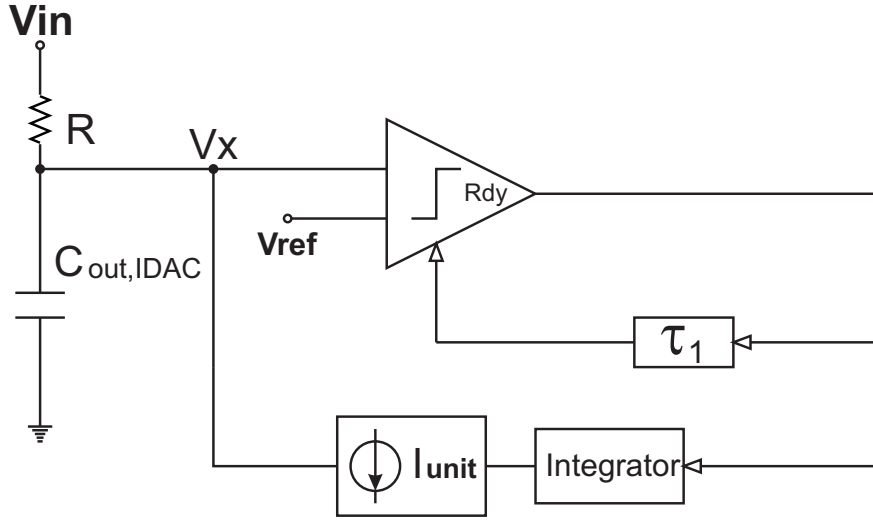 Vin
R
Vx
Rdy
Vref
Cout,IDAC
τ1
Iunit
Integrator